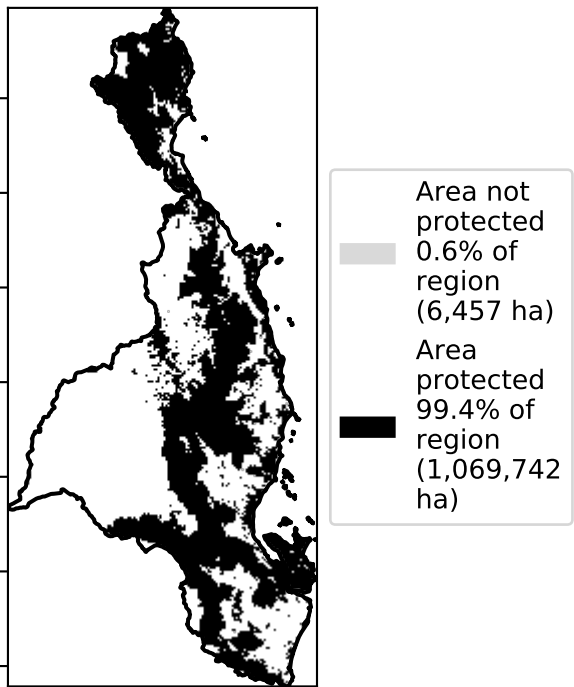 Area not
protected
0.6% of
region
(6,457 ha)
Area
protected
99.4% of
region
(1,069,742
ha)